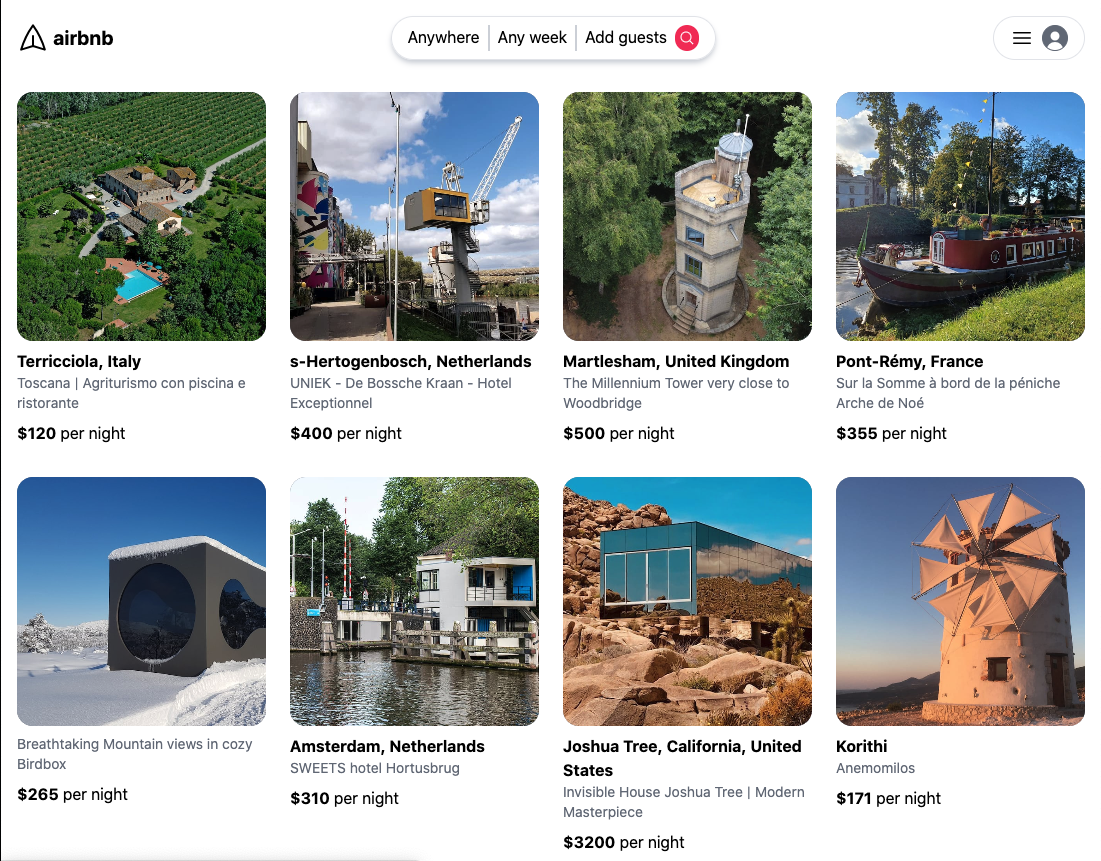 airbnb
Anywhere
Any week
Add guests
Terricciola, Italy
Toscana | Agriturismo con piscina e
ristorante
$120 per night
s-Hertogenbosch, Netherlands
UNIEK - De Bossche Kraan - Hotel
Exceptionnel
$400 per night
Martlesham, United Kingdom
The Millennium Tower very close to
Woodbridge
$500 per night
Pont-Rémy, France
Sur la Somme à bord de la péniche
Arche de Noé
$355 per night
Breathtaking Mountain views in cozy
Birdbox
$265 per night
Amsterdam, Netherlands
SWEETS hotel Hortusbrug
$310 per night
Joshua Tree, California, United
States
Invisible House Joshua Tree | Modern
Masterpiece
$3200 per night
Korithi
Anemomilos
$171 per night